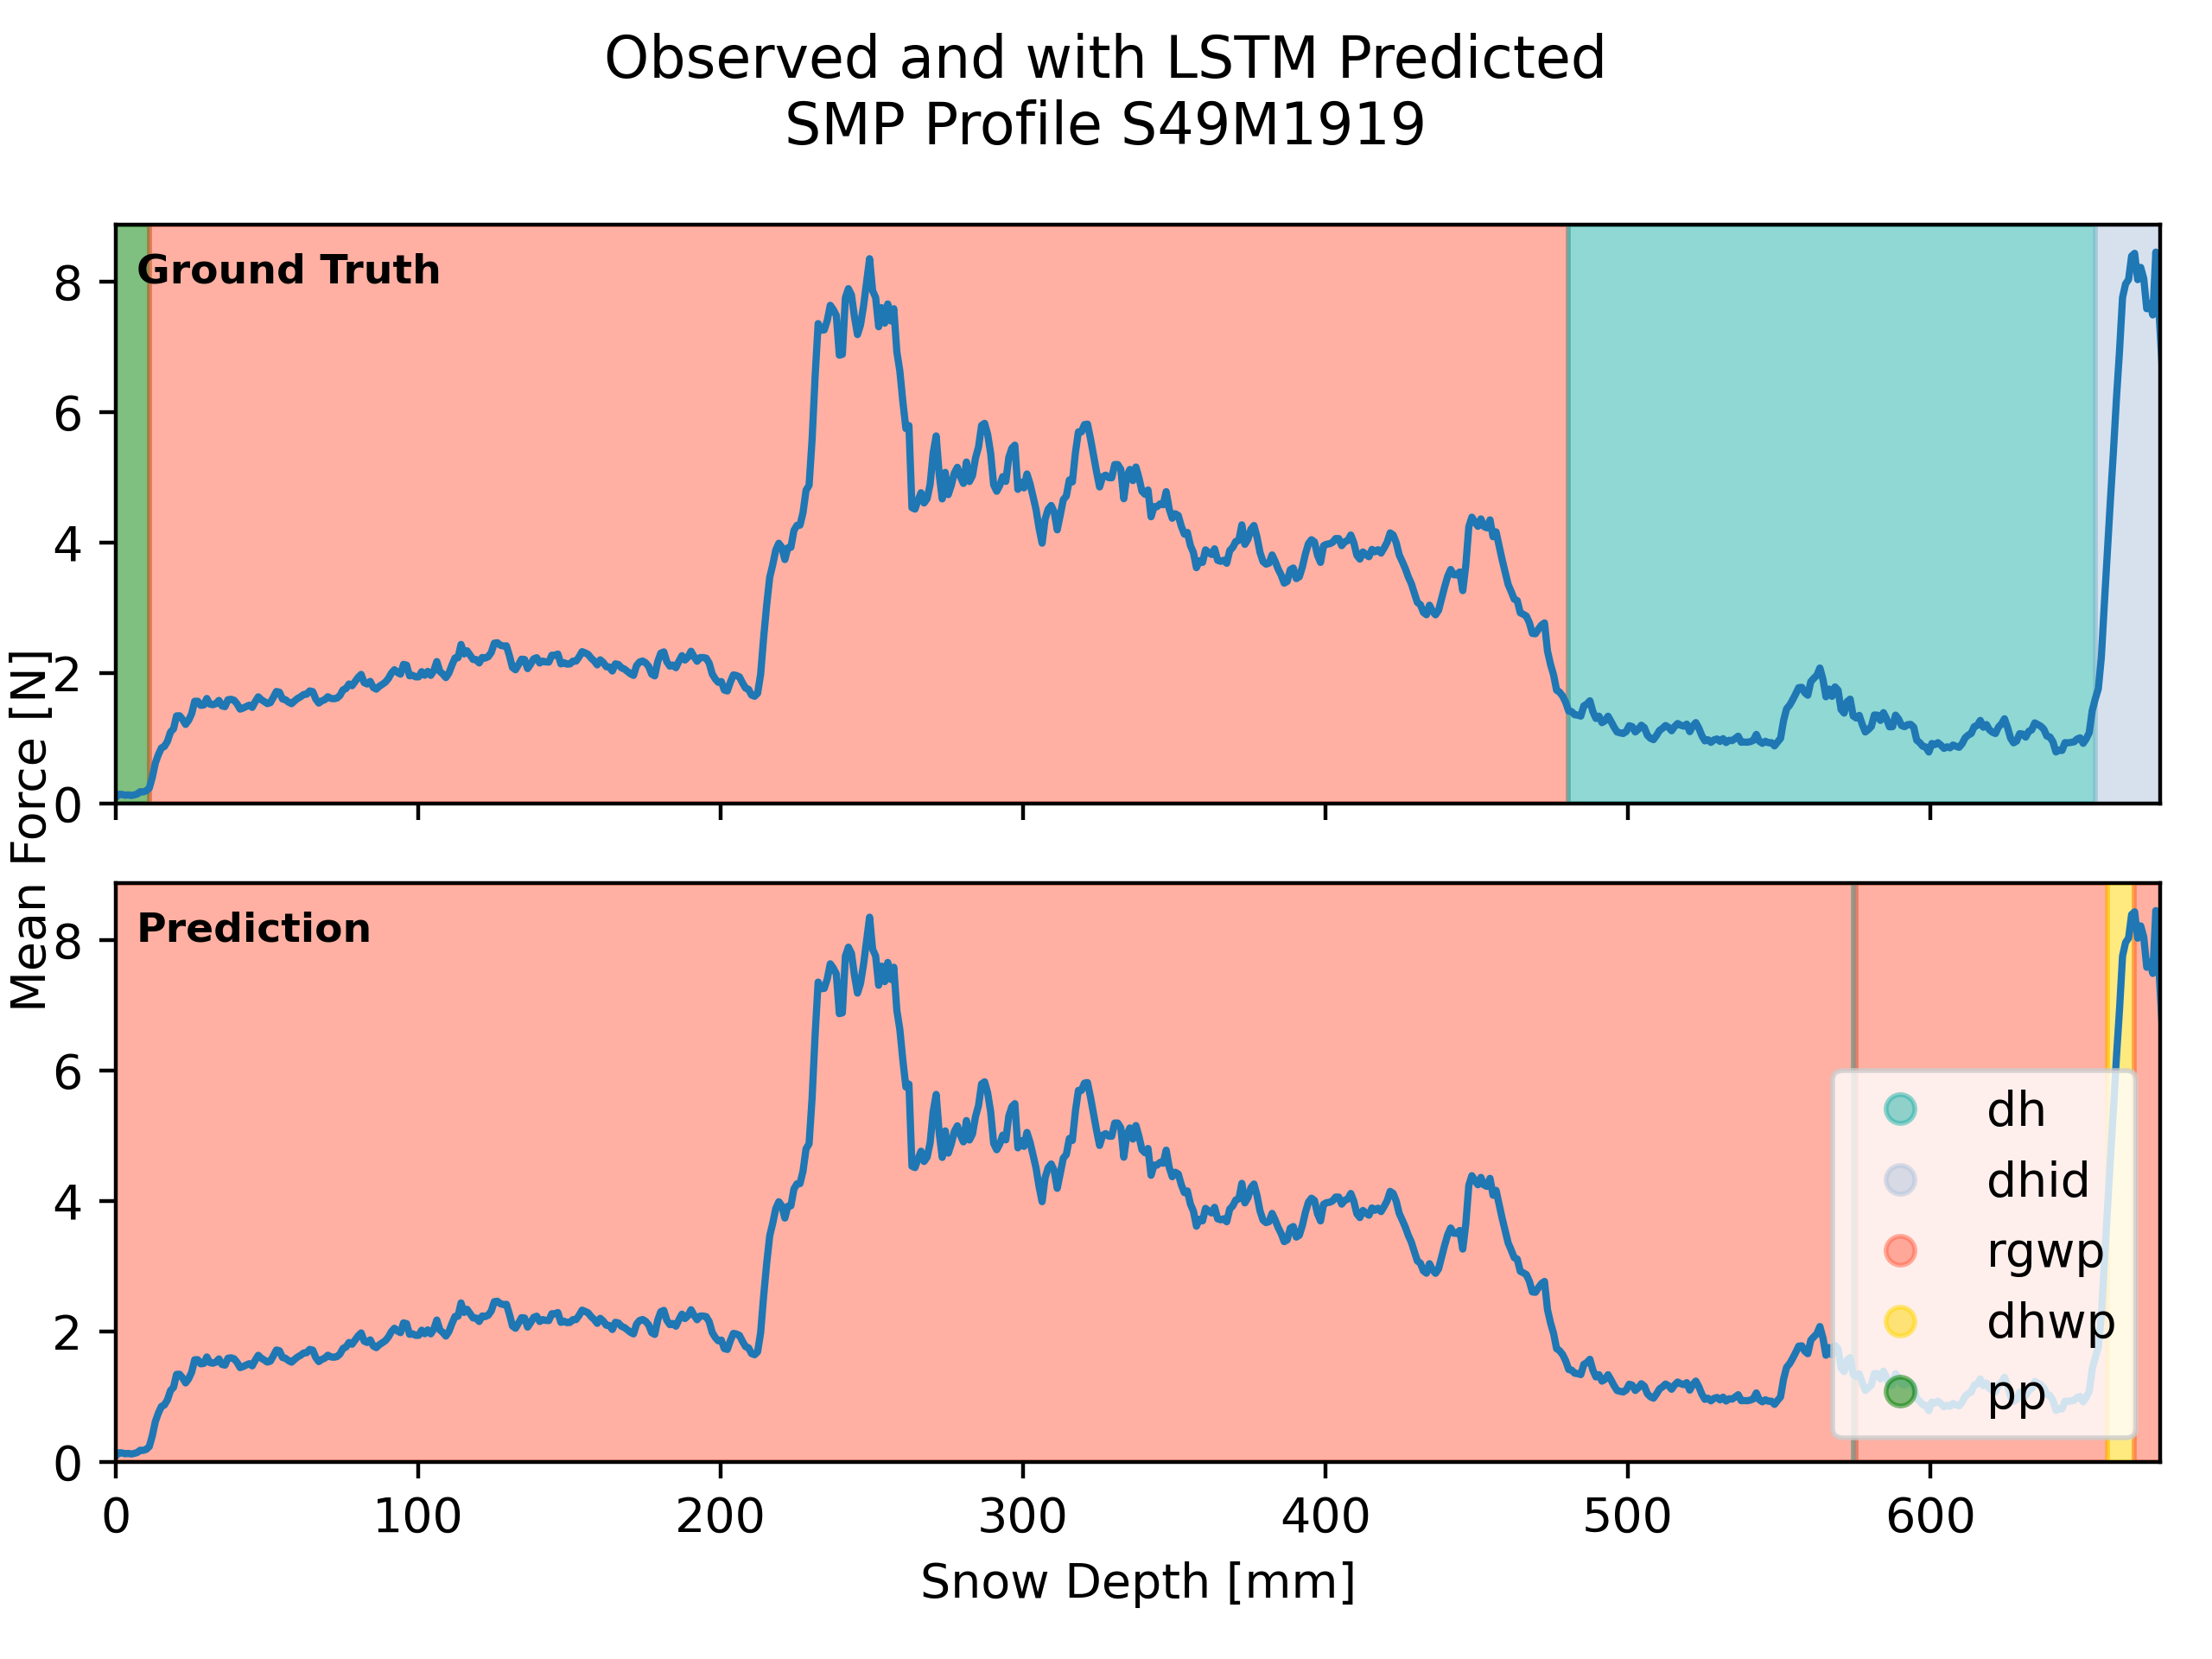 Observed and with LSTM Predicted
SMP Profile S49M1919
Mean Force [N]
Ground Truth
8
6
4
2
0
Prediction
8
6
4
2
0
dh
dhid
rgwp
dhwp
pp
0 100 200 300 400 500 600
Snow Depth [mm]